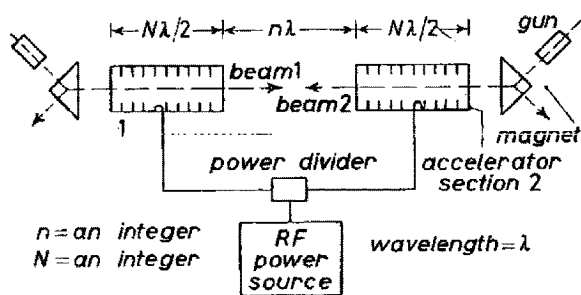 Nλ/2
nλ
Nλ/2
gun
beam1
beam2
1
magnet
power divider
accelerator
section 2
n = an integer
N = an integer
RF
power
source
wavelength = λ